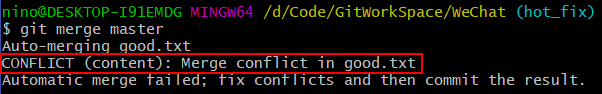 nino@DESKTOP-I91EMDG MINGW64 /d/Code/GitWorkSpace/WeChat (hot_fix)
$ git merge master
Auto-merging good.txt
CONFLICT (content): Merge conflict in good.txt
Automatic merge failed; fix conflicts and then commit the result.